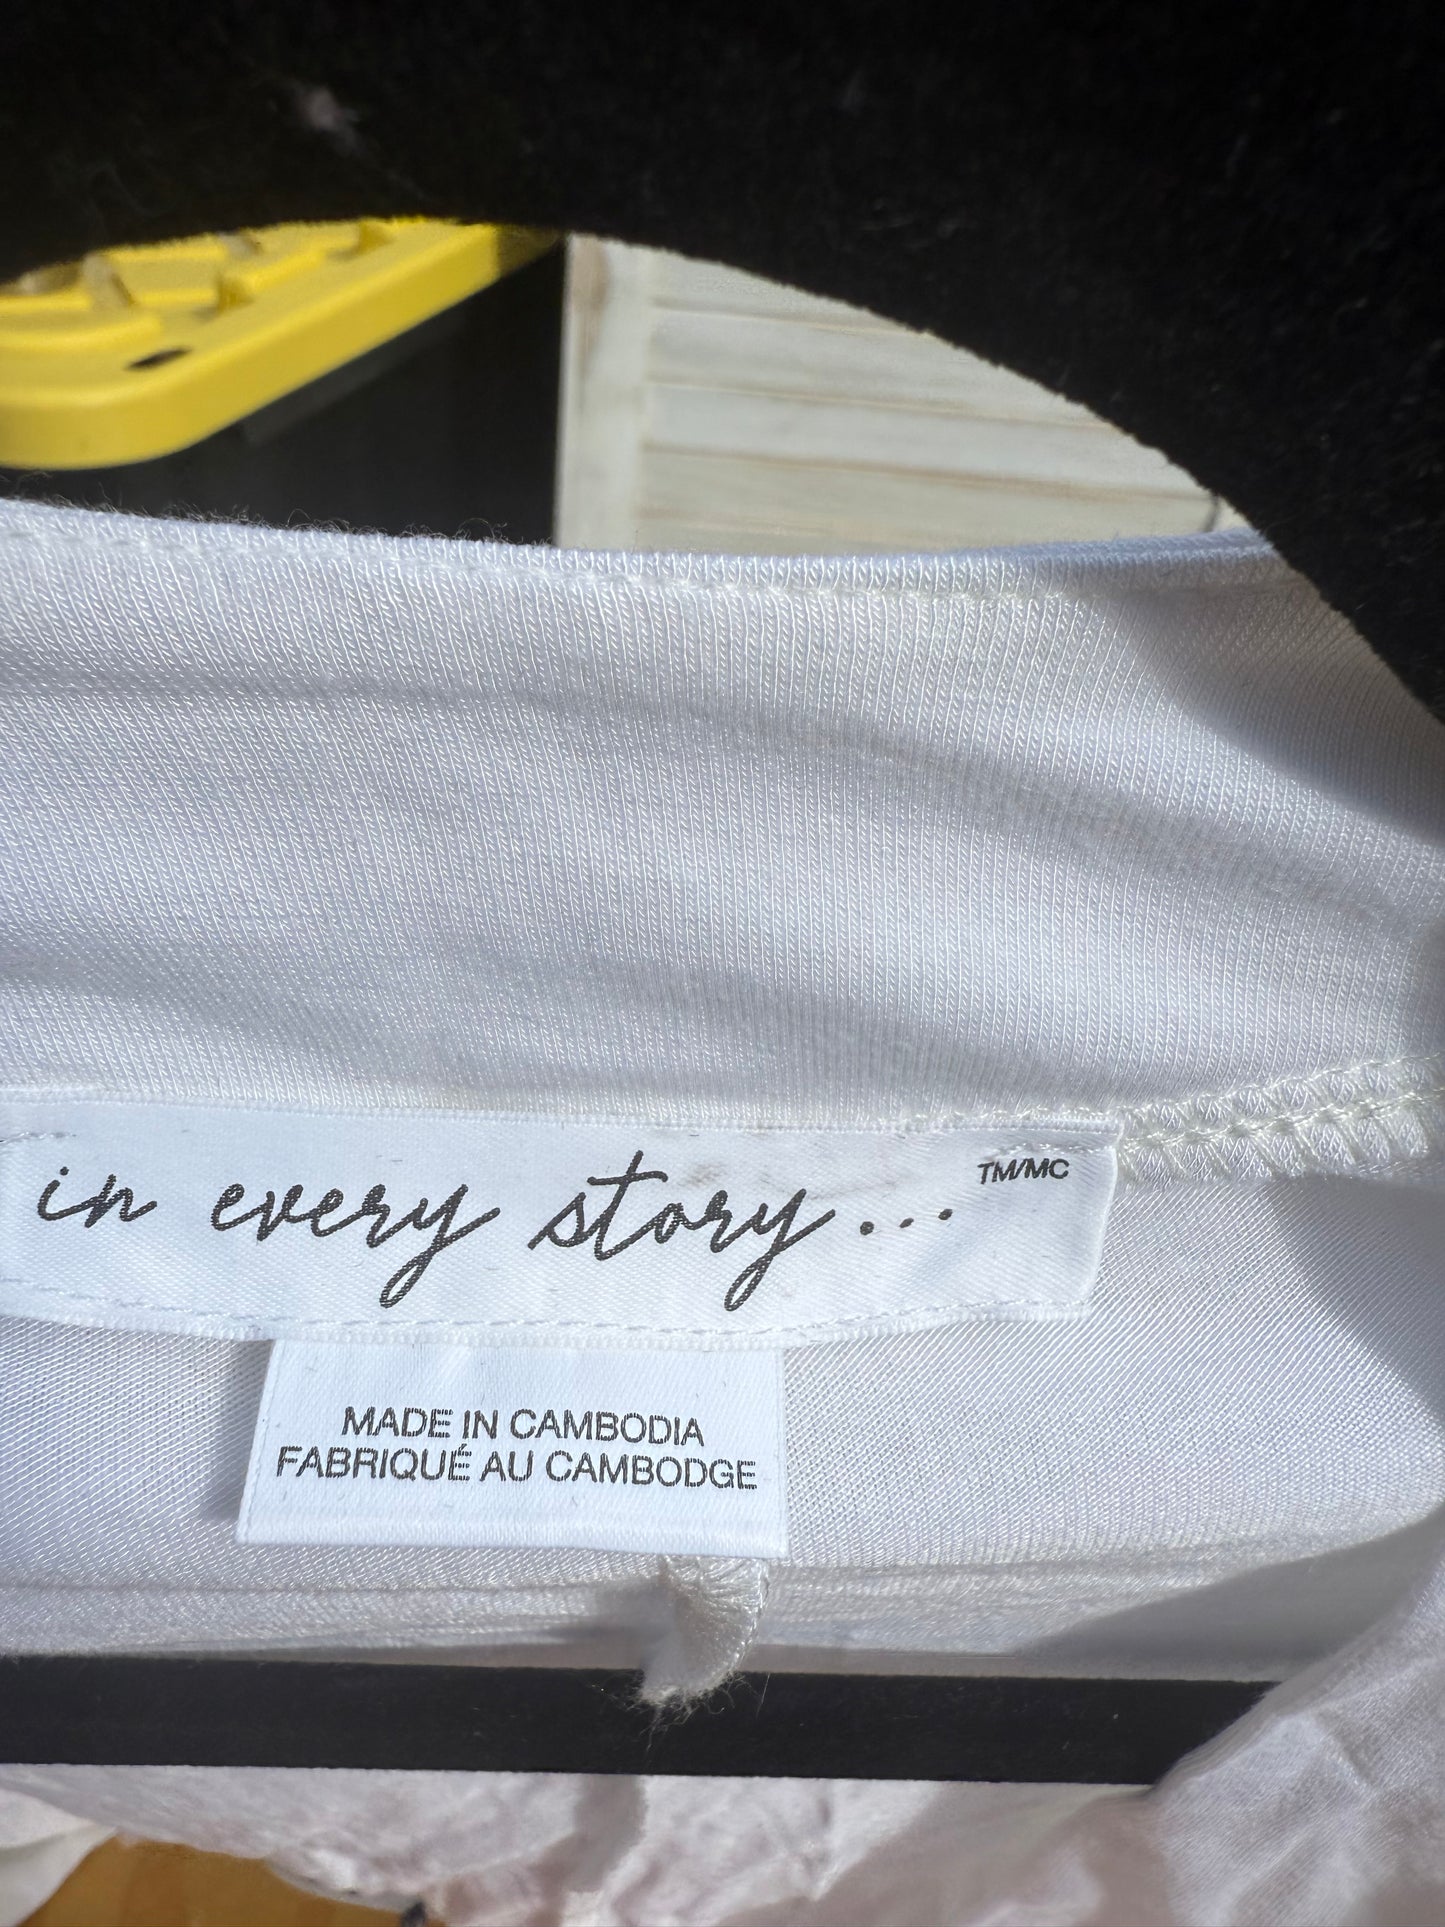 in every story... TM/MC
MADE IN CAMBODIA
FABRIQUÉ AU CAMBODGE